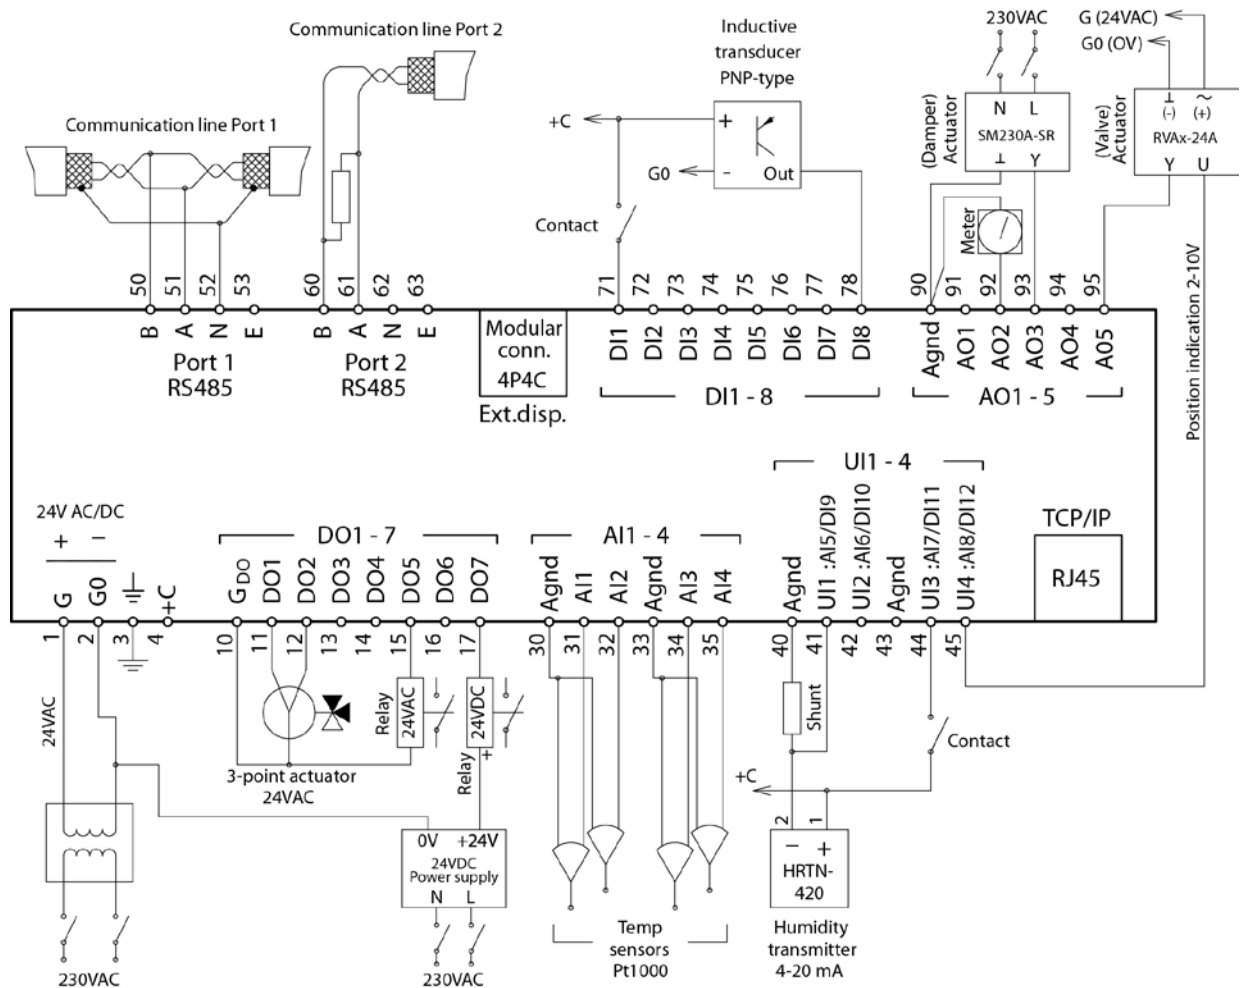 Communication line Port 2
Communication line Port 1
Inductive
transducer
PNP-type
+C
+
G0
-
Out
Contact
230VAC
N
L
SM230A-SR
⊥
Y
(Damper)
Actuator
G (24VAC)
G0 (OV)
⊥
~
(-)
(+)
RVAx-24A
Y
U
(Valve)
Actuator
Meter
Position indication 2-10V
50
51
52
53
60
61
62
63
71
72
73
74
75
76
77
78
90
91
92
93
94
95
B
A
N
E
Port 1
RS485
B
A
N
E
Port 2
RS485
Modular
conn.
4P4C
Ext.disp.
DI1
DI2
DI3
DI4
DI5
DI6
DI7
DI8
DI1 - 8
Agnd
AO1
AO2
AO3
AO4
A05
AO1 - 5
24V AC/DC
+
−
G
G0
+C
1
2
3
4
DO1 - 7
GDO
DO1
DO2
DO3
DO4
DO5
DO6
DO7
10
11
12
13
14
15
16
17
AI1 - 4
Agnd
AI1
AI2
Agnd
AI3
AI4
30
31
32
33
34
35
UI1 - 4
Agnd
UI1 :AI5/DI9
UI2 :AI6/DI10
Agnd
UI3 :AI7/DI11
UI4 :AI8/DI12
40
41
42
43
44
45
TCP/IP
RJ45
24VAC
230VAC
3-point actuator
24VAC
Relay
24VAC
24VDC
Relay
+
0V
+24V
24VDC
Power supply
N
L
230VAC
Temp
sensors
Pt1000
Shunt
Contact
+C
2
1
−
+
HRTN-
420
Humidity
transmitter
4-20 mA